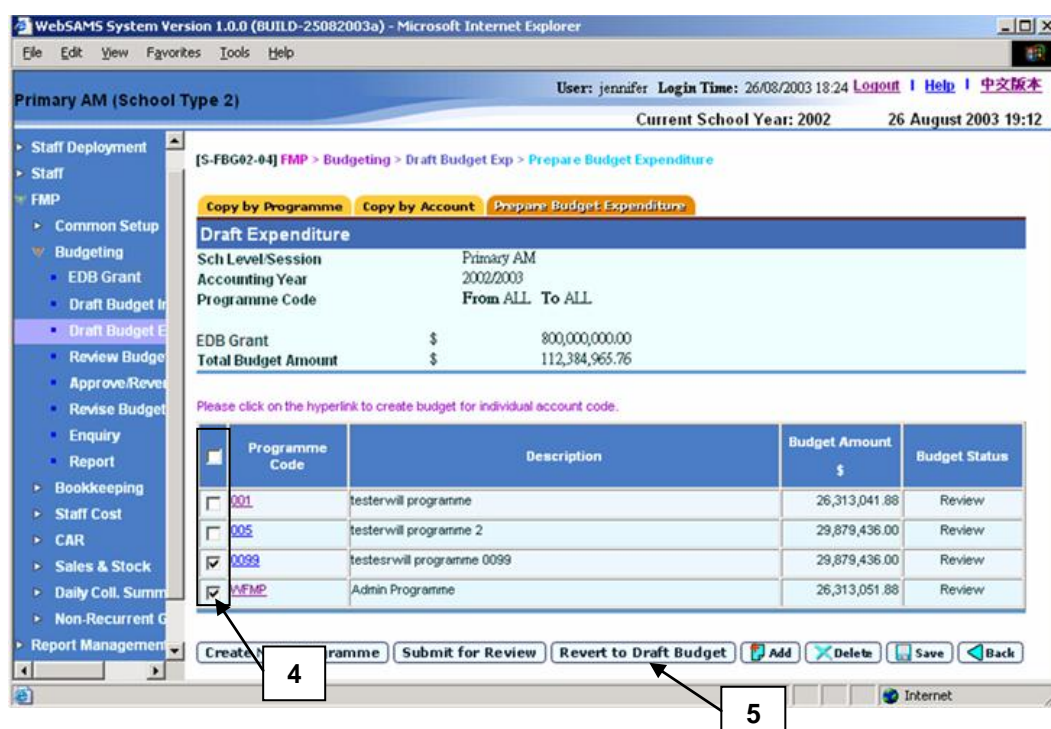 WebSAMS System Version 1.0.0 (BUILD-25082003a) - Microsoft Internet Explorer
File Edit View Favorites Tools Help
Primary AM (School Type 2)
User: jennifer Login Time: 26/08/2003 18:24 Logout | Help | 中文版本
Current School Year: 2002 26 August 2003 19:12
Staff Deployment
Staff
FMP
Common Setup
Budgeting
EDB Grant
Draft Budget In
Draft Budget E
Review Budge
Approve/Rever
Revise Budget
Enquiry
Report
Bookkeeping
Staff Cost
CAR
Sales & Stock
Daily Coll. Summ
Non-Recurrent G
Report Management
[S-FBG02-04] FMP > Budgeting > Draft Budget Exp > Prepare Budget Expenditure
Copy by Programme Copy by Account Prepare Budget Expenditure
Draft Expenditure
Sch Level/Session Primary AM
Accounting Year 2002/2003
Programme Code From ALL To ALL
EDB Grant $ 800,000,000.00
Total Budget Amount $ 112,384,965.76
Please click on the hyperlink to create budget for individual account code.
Programme Code Description Budget Amount $ Budget Status
001 testerwill programme 26,313,041.88 Review
005 testerwill programme 2 29,879,436.00 Review
0099 testesrwill programme 0099 29,879,436.00 Review
WFMP Admin Programme 26,313,051.88 Review
Create N ramme Submit for Review Revert to Draft Budget Add Delete Save Back
4
5
Internet